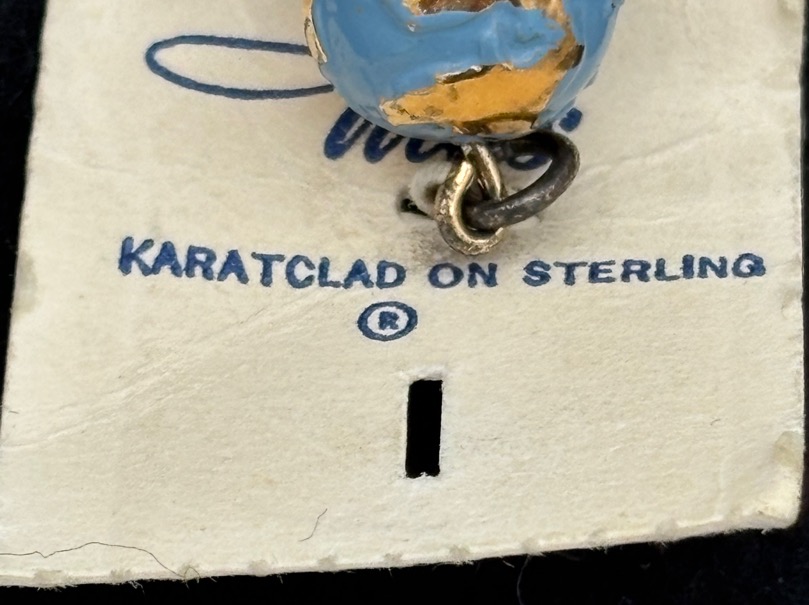 KARATCLAD ON STERLING
®